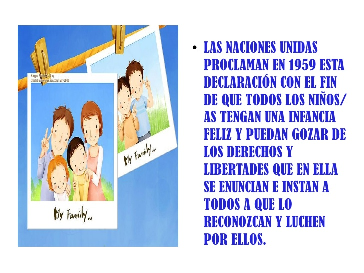 My Family...
My Family...
• LAS NACIONES UNIDAS
PROCLAMAN EN 1959 ESTA
DECLARACIÓN CON EL FIN
DE QUE TODOS LOS NIÑOS/
AS TENGAN UNA INFANCIA
FELIZ Y PUEDAN GOZAR DE
LOS DERECHOS Y
LIBERTADES QUE EN ELLA
SE ENUNCIAN E INSTAN A
TODOS A QUE LO
RECONOZCAN Y LUCHEN
POR ELLOS.